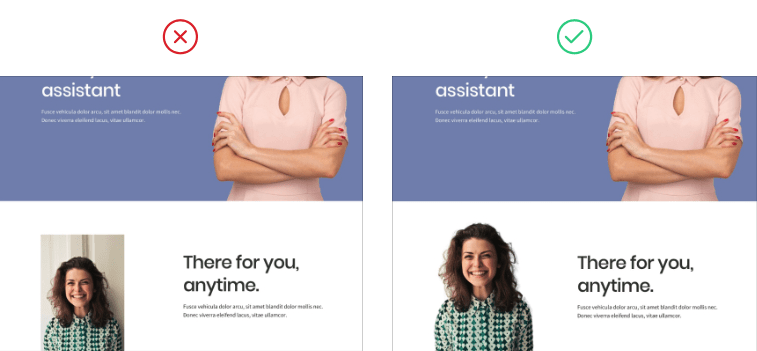 assistant
Fusce vehicula dolor arcu, sit amet blandit dolor mollis nec.
Donec viverra eleifend lacus, vitae ullamcor.
There for you,
anytime.
Fusce vehicula dolor arcu, sit amet blandit dolor mollis nec.
Donec viverra eleifend lacus, vitae ullamcor.
assistant
Fusce vehicula dolor arcu, sit amet blandit dolor mollis nec.
Donec viverra eleifend lacus, vitae ullamcor.
There for you,
anytime.
Fusce vehicula dolor arcu, sit amet blandit dolor mollis nec.
Donec viverra eleifend lacus, vitae ullamcor.